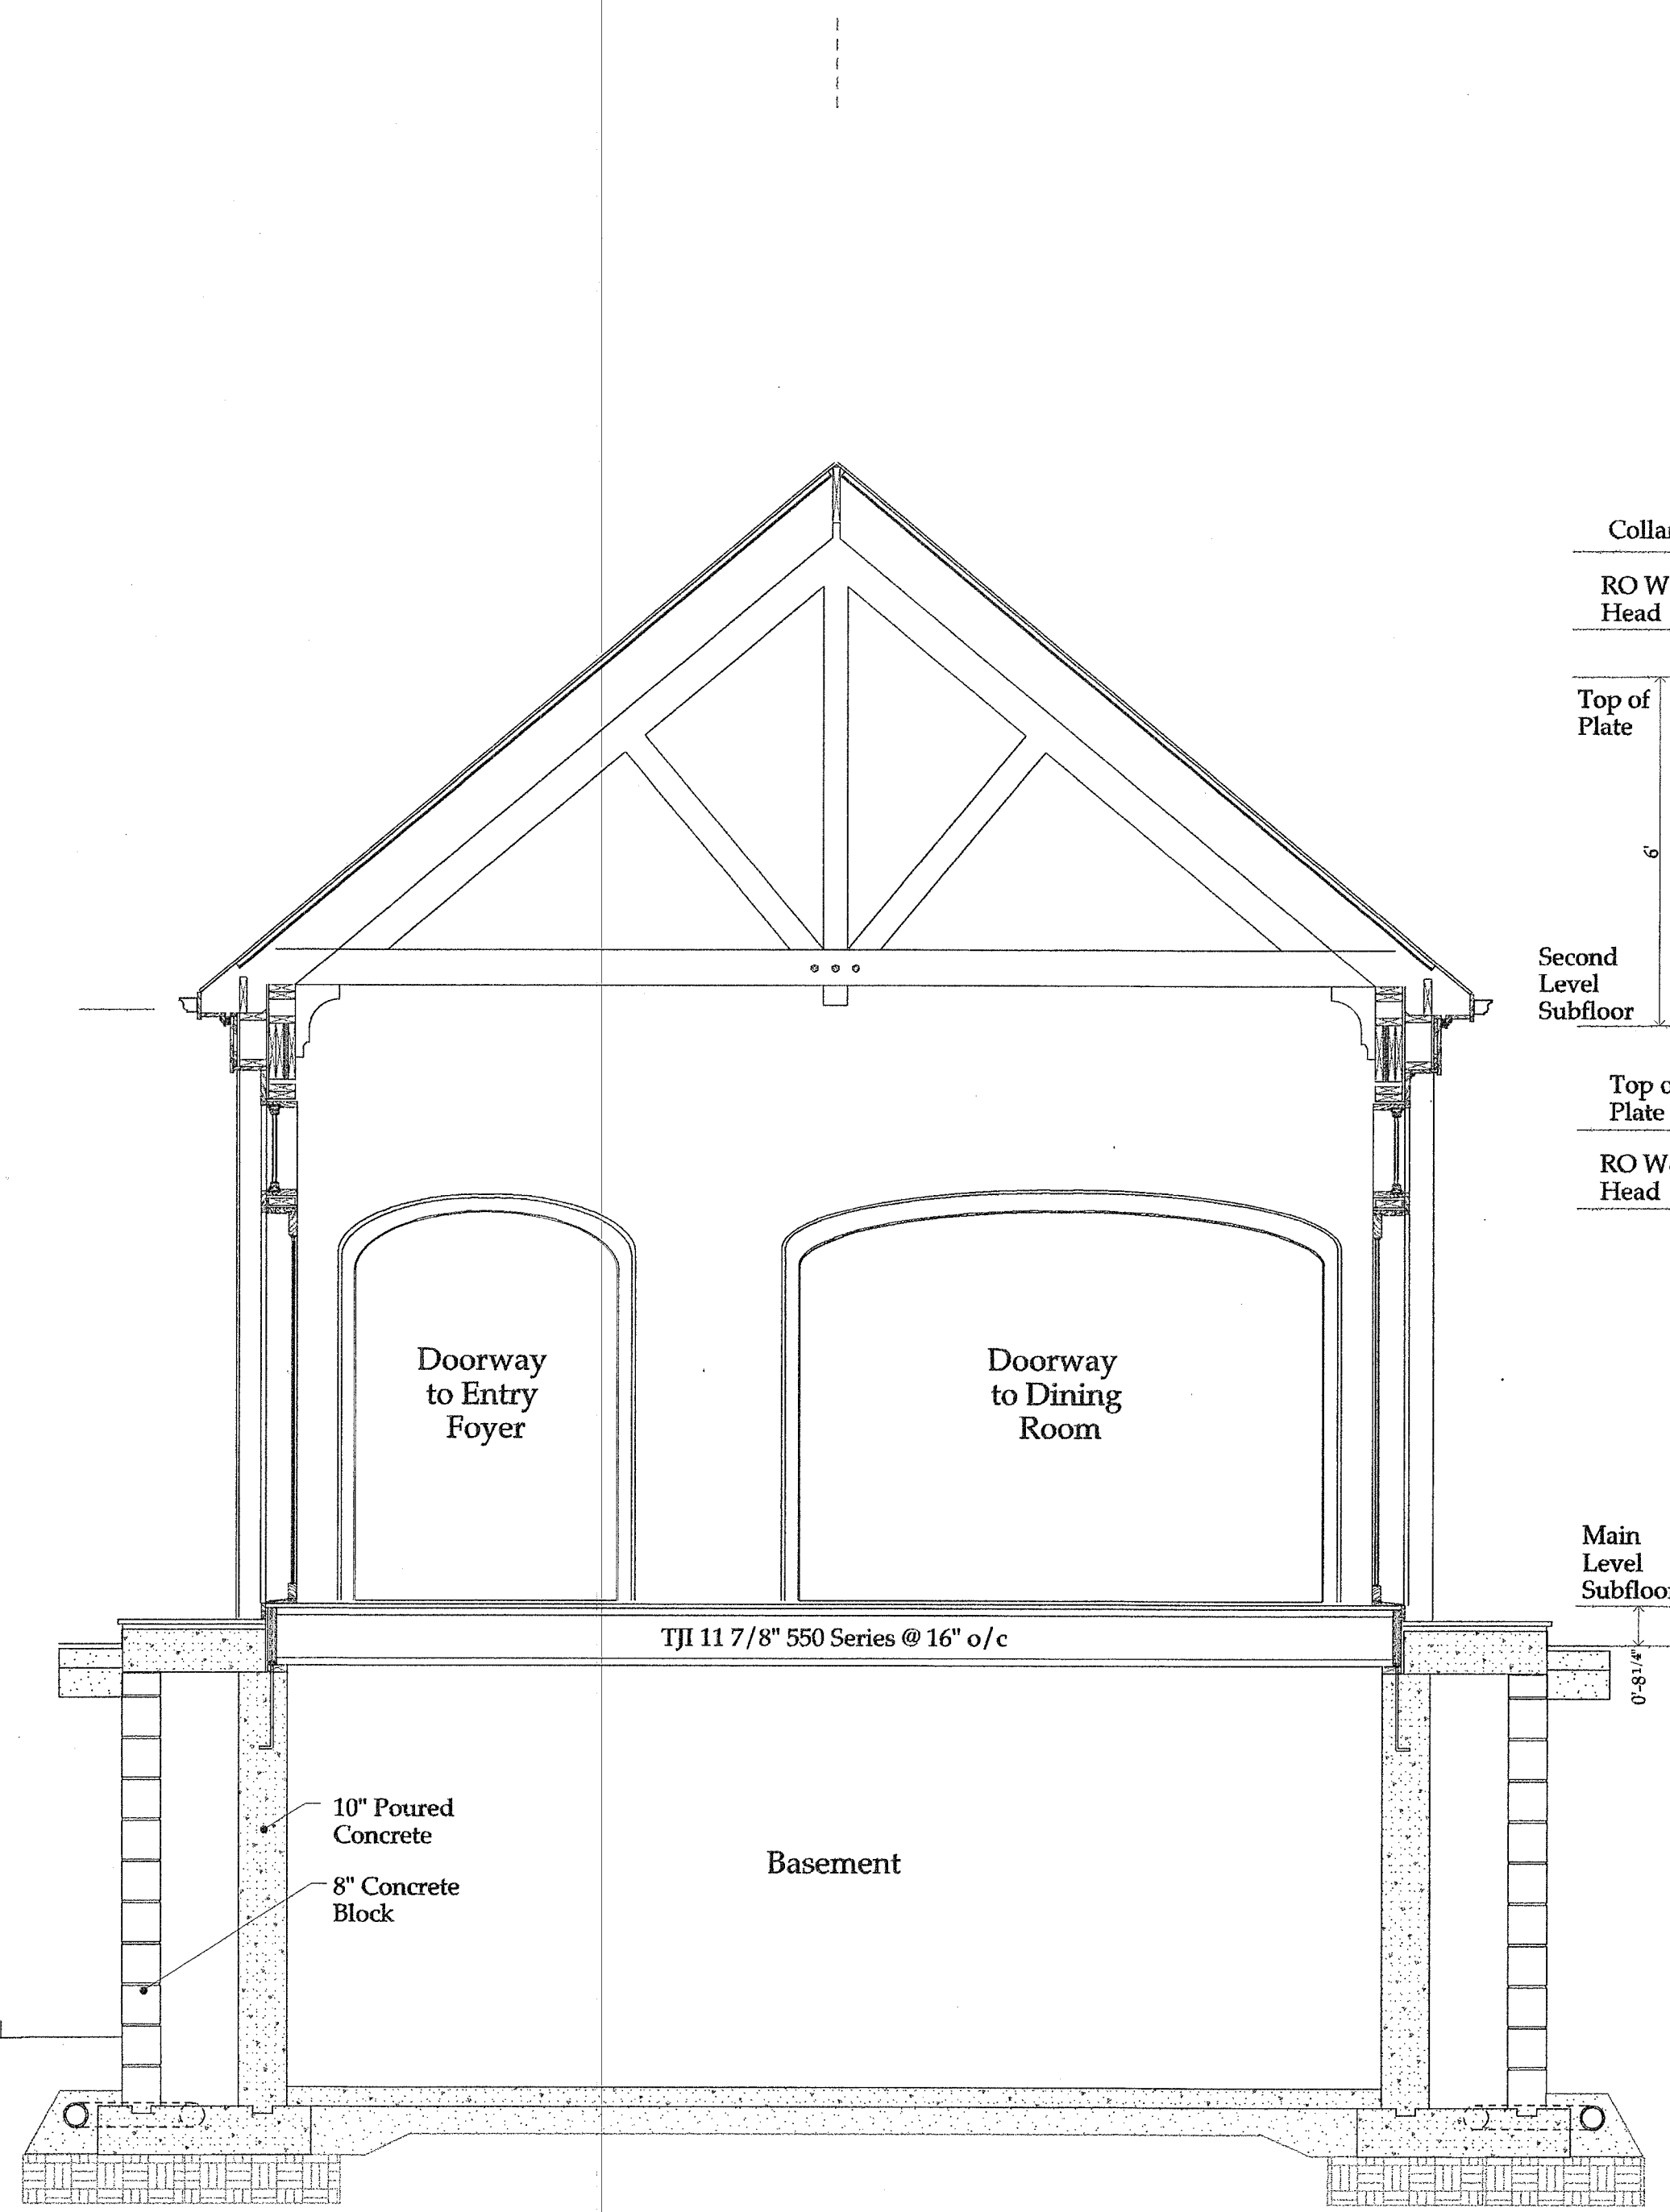 Collar
RO W
Head
Top of
Plate
6'
Second
Level
Subfloor
Top o
Plate
RO W
Head
Doorway
to Entry
Foyer
Doorway
to Dining
Room
Main
Level
Subfloor
TJI 11 7/8" 550 Series @ 16" o/c
0'-8 1/4"
10" Poured
Concrete
8" Concrete
Block
Basement